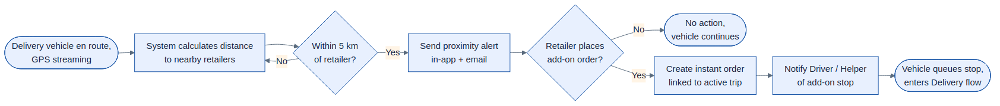 Delivery vehicle en route,
GPS streaming
System calculates distance
to nearby retailers
Within 5 km
of retailer?
No
Yes
Send proximity alert
in-app + email
Retailer places
add-on order?
No
No action,
vehicle continues
Yes
Create instant order
linked to active trip
Notify Driver / Helper
of add-on stop
Vehicle queues stop,
enters Delivery flow